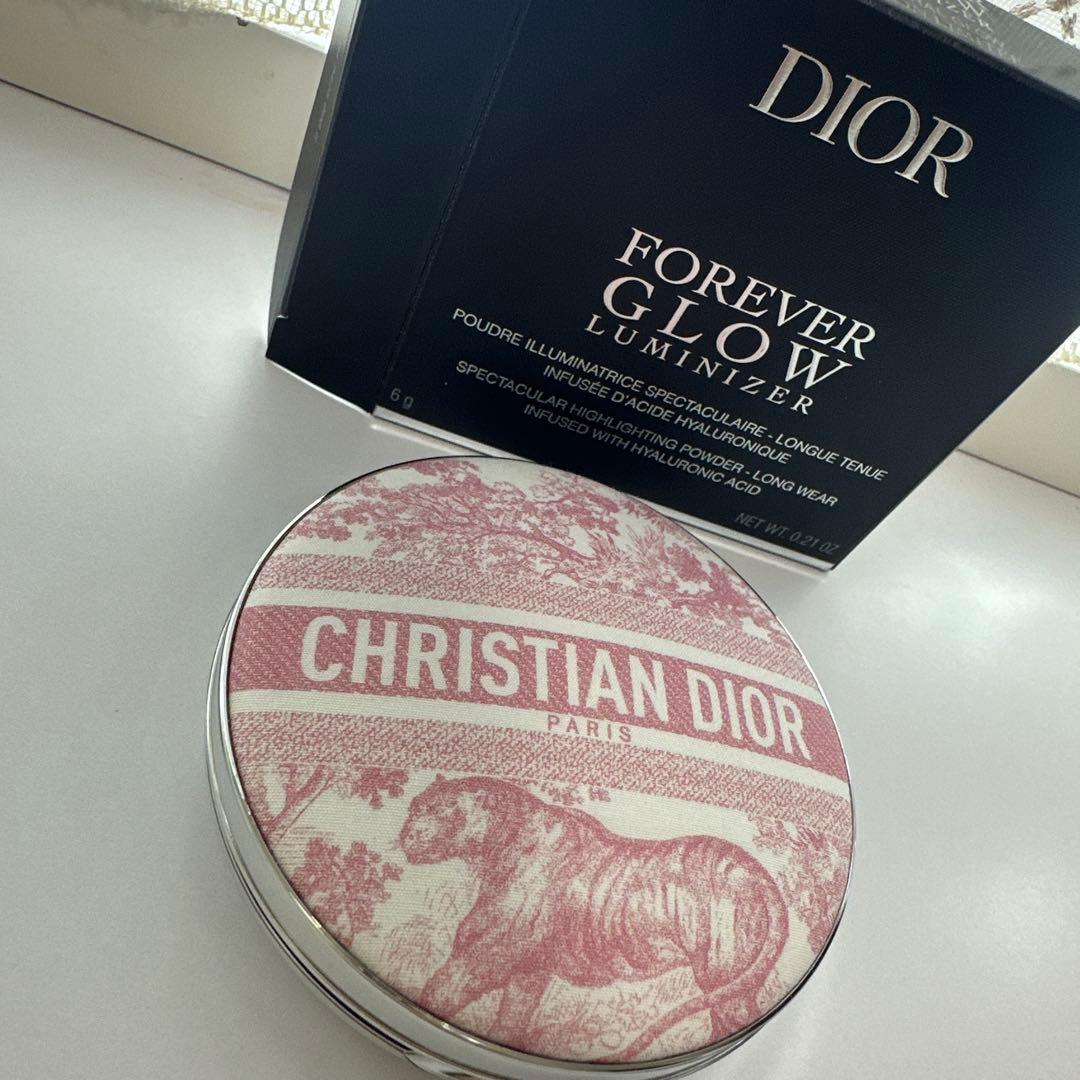 DIOR
FOREVER
GLOW
LUMINIZER
POUDRE ILLUMINATRICE SPECTACULAIRE - LONGUE TENUE
INFUSÉE D'ACIDE HYALURONIQUE
SPECTACULAR HIGHLIGHTING POWDER - LONG WEAR
INFUSED WITH HYALURONIC ACID
6 g
NET WT. 0.21 OZ
CHRISTIAN DIOR
PARIS